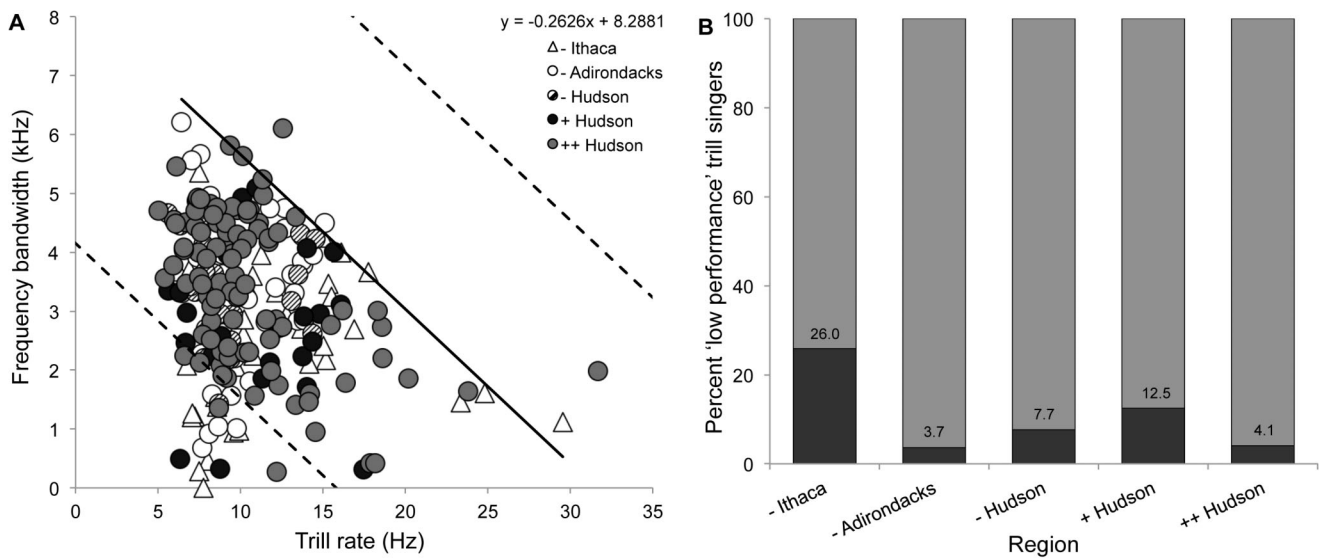 A
y = -0.2626x + 8.2881
- Ithaca
- Adirondacks
- Hudson
+ Hudson
++ Hudson
Frequency bandwidth (kHz)
8
7
6
5
4
3
2
1
0
0 5 10 15 20 25 30 35
Trill rate (Hz)
B
Percent 'low performance' trill singers
100
80
60
40
20
0
26.0
3.7
7.7
12.5
4.1
- Ithaca
- Adirondacks
- Hudson
+ Hudson
++ Hudson
Region